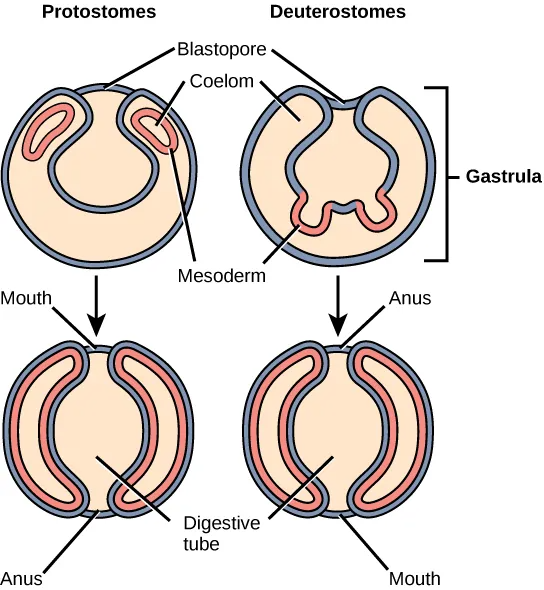 Protostomes
Deuterostomes
Blastopore
Coelom
Gastrula
Mesoderm
Mouth
Anus
Digestive
tube
Anus
Mouth